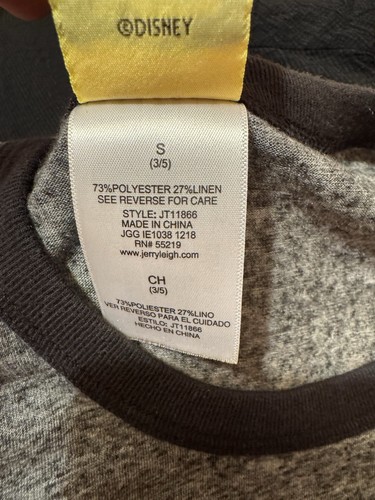 ©DISNEY
S
(3/5)
73%POLYESTER 27%LINEN
SEE REVERSE FOR CARE
STYLE: JT11866
MADE IN CHINA
JGG IE1038 1218
RN# 55219
www.jerryleigh.com
CH
(3/5)
73%POLIESTER 27%LINO
VER REVERSO PARA EL CUIDADO
ESTILO: JT11866
HECHO EN CHINA